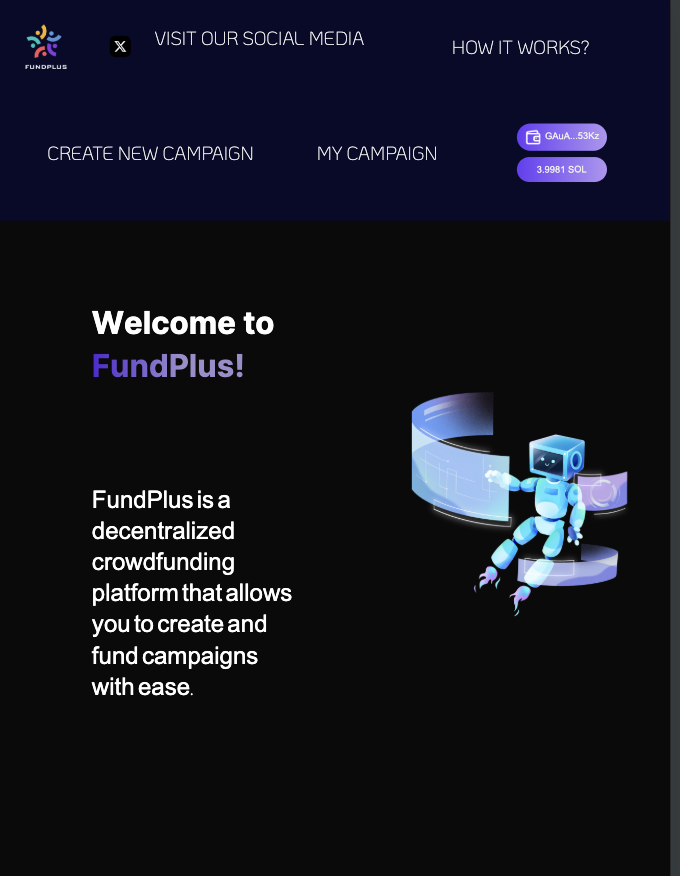 FUNDPLUS
VISIT OUR SOCIAL MEDIA
HOW IT WORKS?
CREATE NEW CAMPAIGN
MY CAMPAIGN
GAuA...53Kz
3.9981 SOL
Welcome to
FundPlus!
FundPlus is a
decentralized
crowdfunding
platform that allows
you to create and
fund campaigns
with ease.